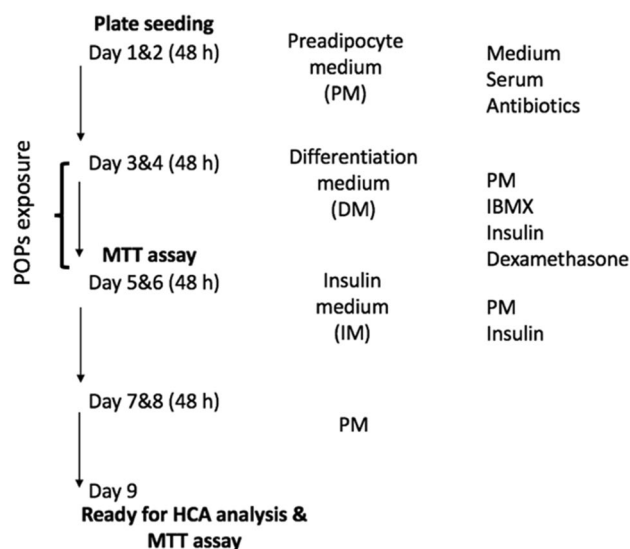 Plate seeding
Day 1&2 (48 h)
Preadipocyte
medium
(PM)
Medium
Serum
Antibiotics
POPs exposure
Day 3&4 (48 h)
Differentiation
medium
(DM)
PM
IBMX
Insulin
Dexamethasone
MTT assay
Day 5&6 (48 h)
Insulin
medium
(IM)
PM
Insulin
Day 7&8 (48 h)
PM
Day 9
Ready for HCA analysis &
MTT assay